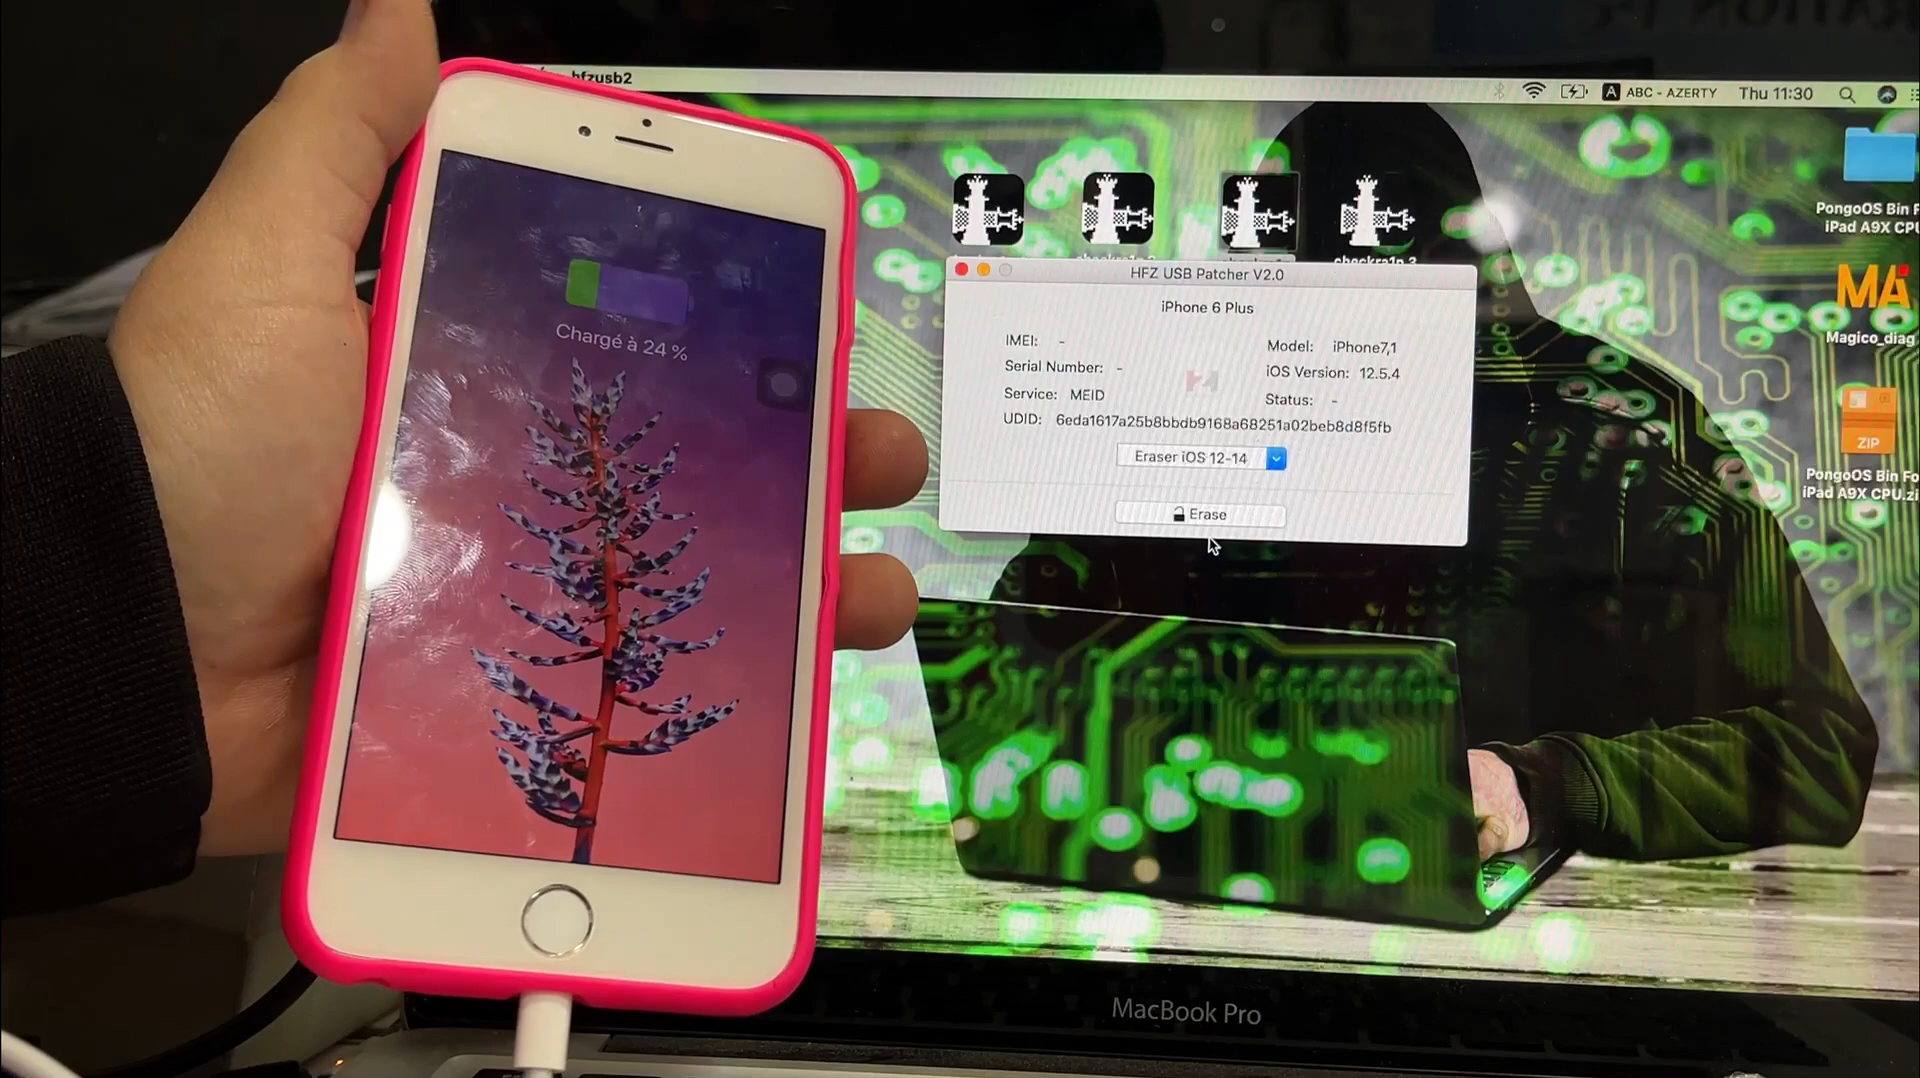 hfzusb2
ABC - AZERTY
Thu 11:30
Chargé à 24 %
HFZ USB Patcher V2.0
iPhone 6 Plus
IMEI: -
Serial Number: -
Service: MEID
UDID: 6eda1617a25b8bbdb9168a68251a02beb8d8f5fb
Model: iPhone7,1
iOS Version: 12.5.4
Status: -
Eraser iOS 12-14
Erase
PongoOS Bin F
iPad A9X CPU
MA
Magico_diag
ZIP
PongoOS Bin Fo
iPad A9X CPU.zi
MacBook Pro